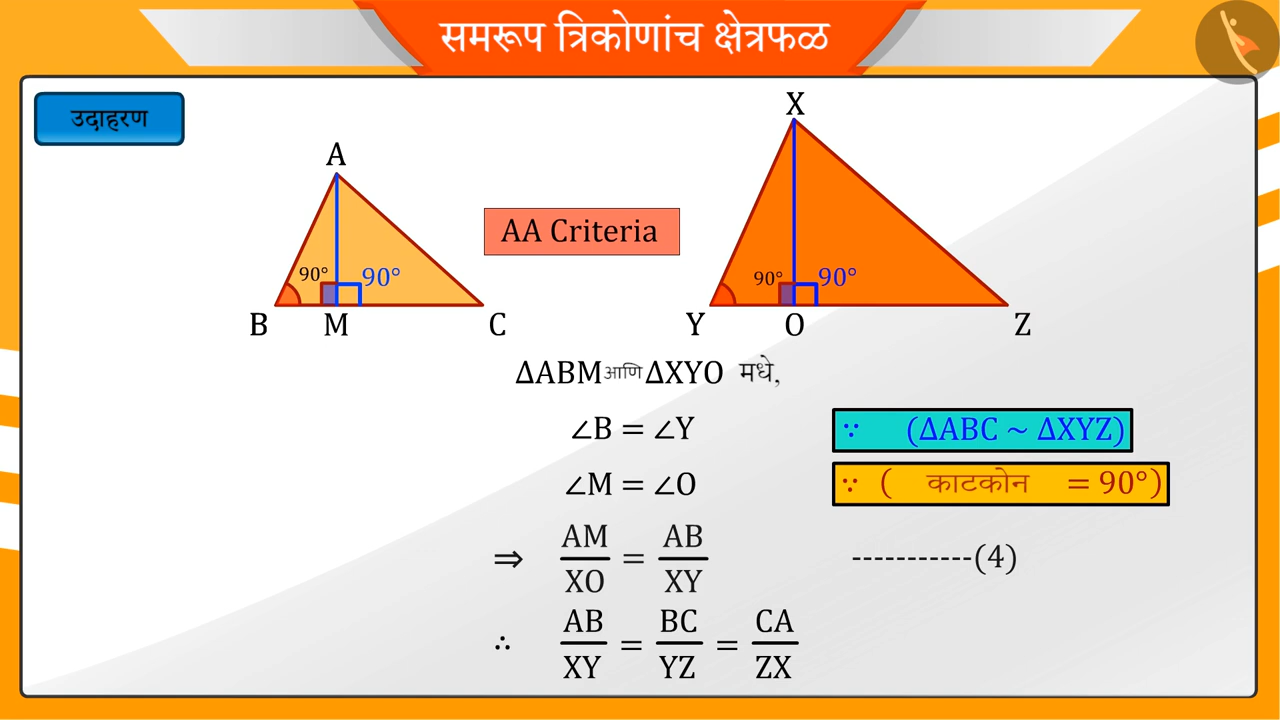 समरूप त्रिकोणांच क्षेत्रफळ
उदाहरण
A
90° 90°
B M C
AA Criteria
X
90° 90°
Y O Z
ΔABM आणि ΔXYO मधे,
∠B = ∠Y ∵ (ΔABC ~ ΔXYZ)
∠M = ∠O ∵ ( काटकोन = 90°)
⇒ AM/XO = AB/XY -----------(4)
∴ AB/XY = BC/YZ = CA/ZX